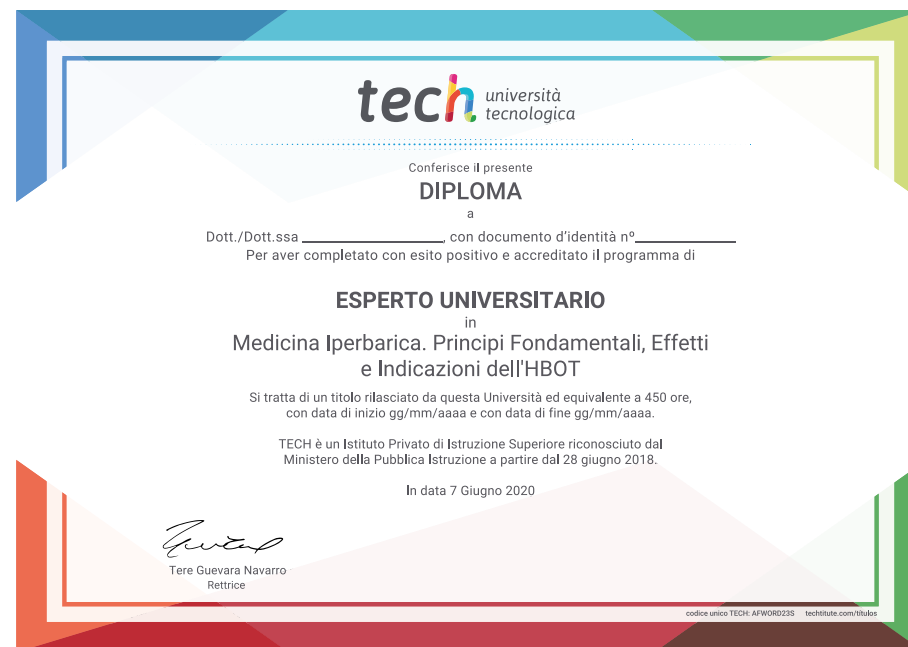 tech università
tecnologica
Conferisce il presente
DIPLOMA
a
Dott./Dott.ssa ____________________, con documento d'identità nº______________
Per aver completato con esito positivo e accreditato il programma di
ESPERTO UNIVERSITARIO
in
Medicina Iperbarica. Principi Fondamentali, Effetti
e Indicazioni dell'HBOT
Si tratta di un titolo rilasciato da questa Università ed equivalente a 450 ore,
con data di inizio gg/mm/aaaa e con data di fine gg/mm/aaaa.
TECH è un Istituto Privato di Istruzione Superiore riconosciuto dal
Ministero della Pubblica Istruzione a partire dal 28 giugno 2018.
In data 7 Giugno 2020
Tere Guevara Navarro
Rettrice
codice unico TECH: AFWORD23S techtitute.com/titulos